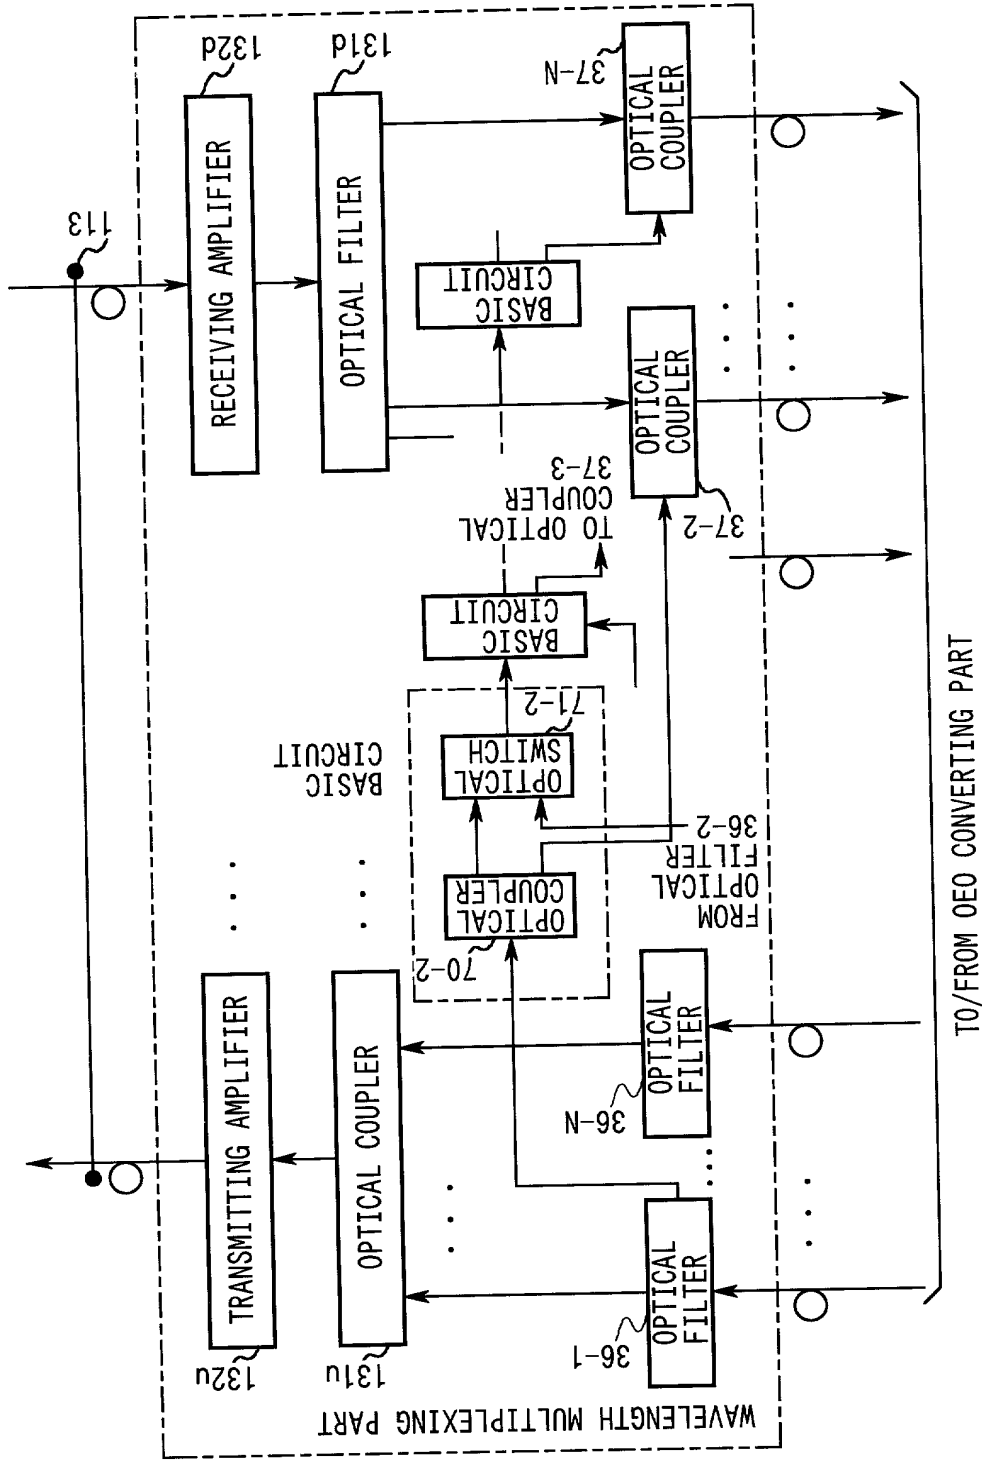 132d
131d
37-N
OPTICAL
COUPLER
113
RECEIVING AMPLIFIER
OPTICAL FILTER
BASIC
CIRCUIT
OPTICAL
COUPLER
37-2
TO OPTICAL
COUPLER
37-3
BASIC
CIRCUIT
BASIC
CIRCUIT
OPTICAL
SWITCH
71-2
OPTICAL
COUPLER
70-2
FROM
OPTICAL
FILTER
36-2
TRANSMITTING AMPLIFIER
132u
OPTICAL COUPLER
131u
OPTICAL
FILTER
36-N
OPTICAL
FILTER
36-1
WAVELENGTH MULTIPLEXING PART
TO/FROM OEO CONVERTING PART